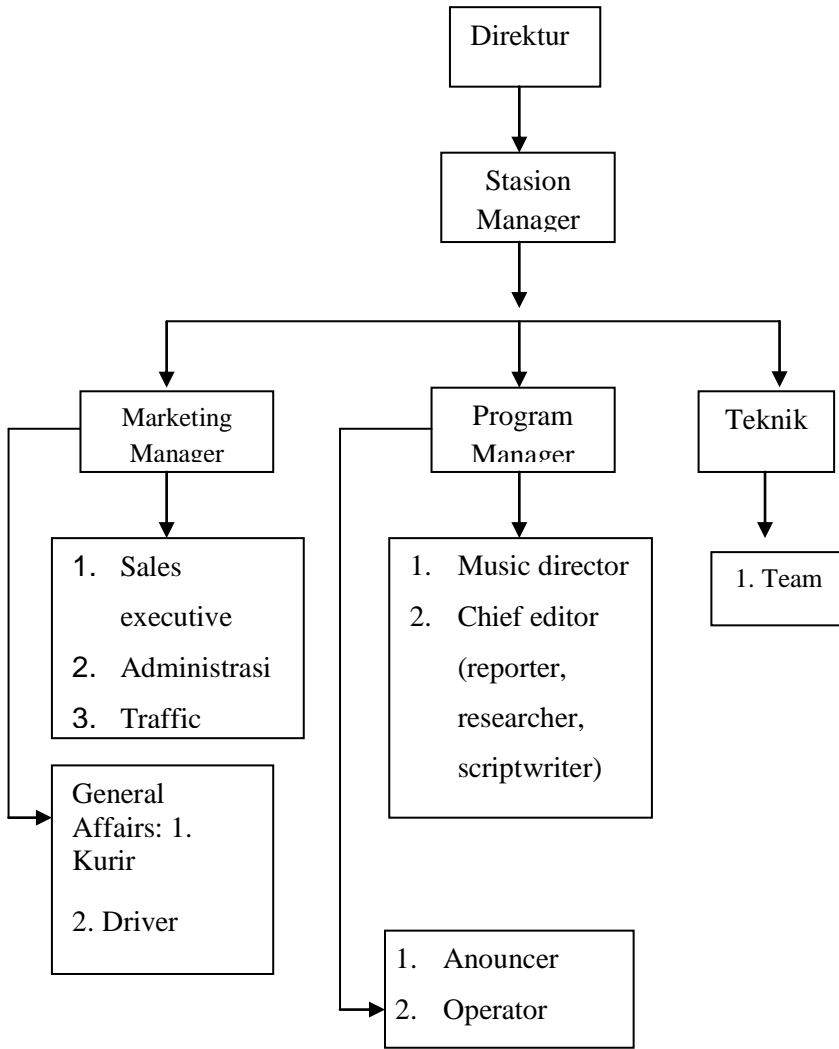 Direktur
Stasion
Manager
Marketing
Manager
Program
Manager
Teknik
1. Sales
executive
2. Administrasi
3. Traffic
1. Music director
2. Chief editor
(reporter,
researcher,
scriptwriter)
1. Team
General
Affairs: 1.
Kurir
2. Driver
1. Anouncer
2. Operator